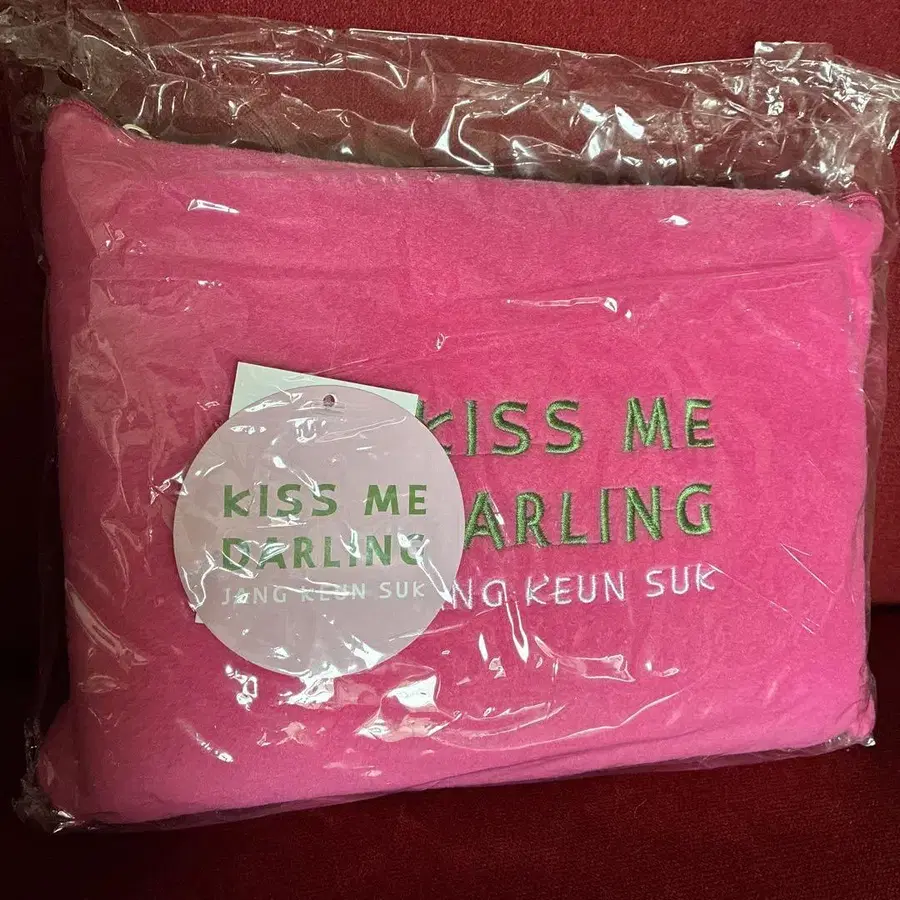 KISS ME
DARLING
JANG KEUN SUK
KISS ME
ARLING
NG KEUN SUK